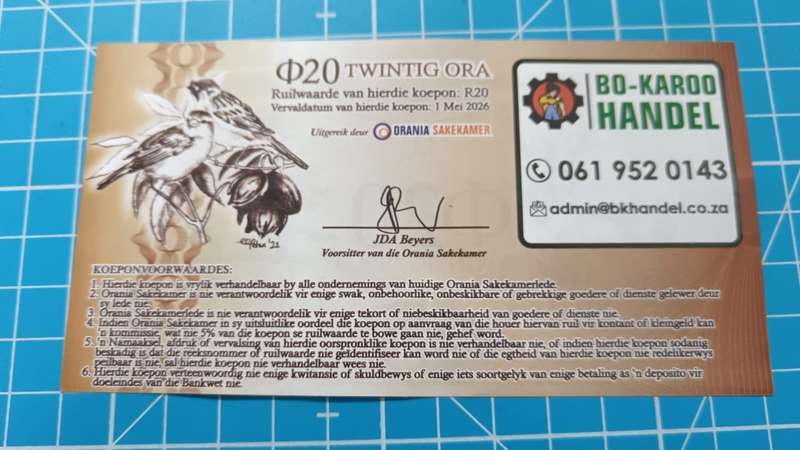 Ф20 TWINTIG ORA
Ruilwaarde van hierdie koepon: R20
Vervaldatum van hierdie koepon: 1 Mei 2026
Uitgereik deur ORANIA SAKEKAMER
JDA Beyers
Voorsitter van die Orania Sakekamer
BO-KAROO
HANDEL
061 952 0143
admin@bkhandel.co.za
KOEPONVOORWAARDES:
1. Hierdie koepon is vrylik verhandelbaar by alle ondernemings van huidige Orania Sakekamerlede.
2. Orania Sakekamer is nie verantwoordelik vir enige swak, onbehoorlike, onbeskikbare of gebrekkige goedere of dienste gelewer deur
sy lede nie.
3. Orania Sakekamerlede is nie verantwoordelik vir enige tekort of niebeskikbaarheid van goedere of dienste nie.
4. Indien Orania Sakekamer in sy uitsluitlike oordeel die koepon op aanvraag van die houer hiervan ruil vir kontant of kleingeld kan
'n kommissie, wat nie 5% van die koepon se ruilwaarde te bowe gaan nie, gehef word.
5. 'n Namaaksel, afdruk of vervalsing van hierdie oorspronklike koepon is nie verhandelbaar nie, of indien hierdie koepon sodanig
beskadig is dat die reeksnommer of ruilwaarde nie geïdentifiseer kan word nie of die egtheid van hierdie koepon nie redelikerwys
peilbaar is nie, sal hierdie koepon nie verhandelbaar wees nie.
6. Hierdie koepon verteenwoordig nie enige kwitansie of skuldbewys of enige iets soortgelyk van enige betaling as 'n deposito vir
doeleindes van die Bankwet nie.